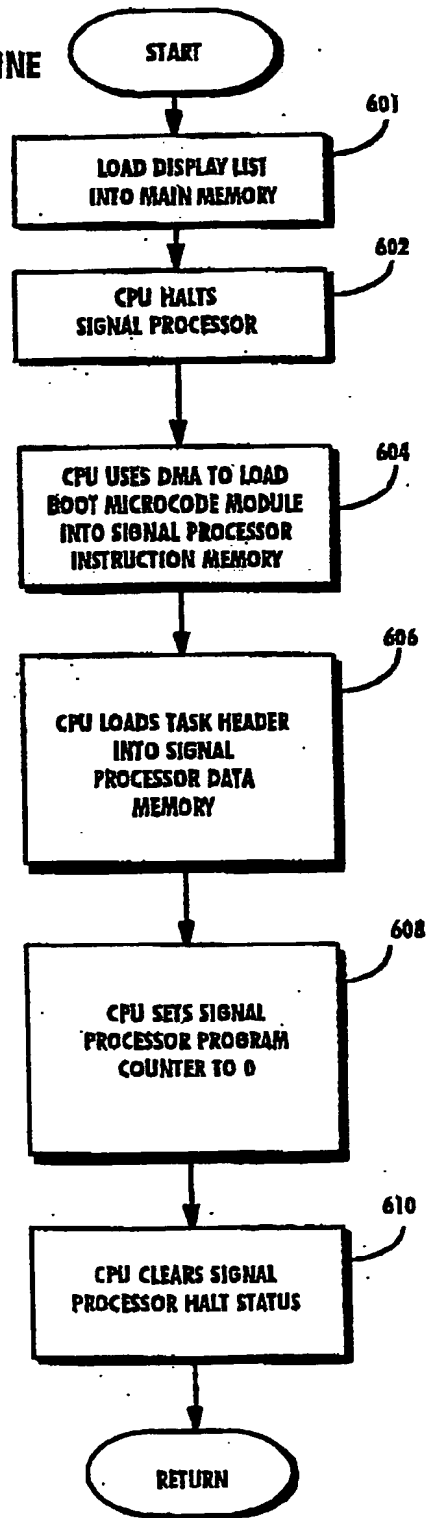 INE
START
601
LOAD DISPLAY LIST
INTO MAIN MEMORY
602
CPU HALTS
SIGNAL PROCESSOR
604
CPU USES DMA TO LOAD
BOOT MICROCODE MODULE
INTO SIGNAL PROCESSOR
INSTRUCTION MEMORY
606
CPU LOADS TASK HEADER
INTO SIGNAL
PROCESSOR DATA
MEMORY
608
CPU SETS SIGNAL
PROCESSOR PROGRAM
COUNTER TO 0
610
CPU CLEARS SIGNAL
PROCESSOR HALT STATUS
RETURN